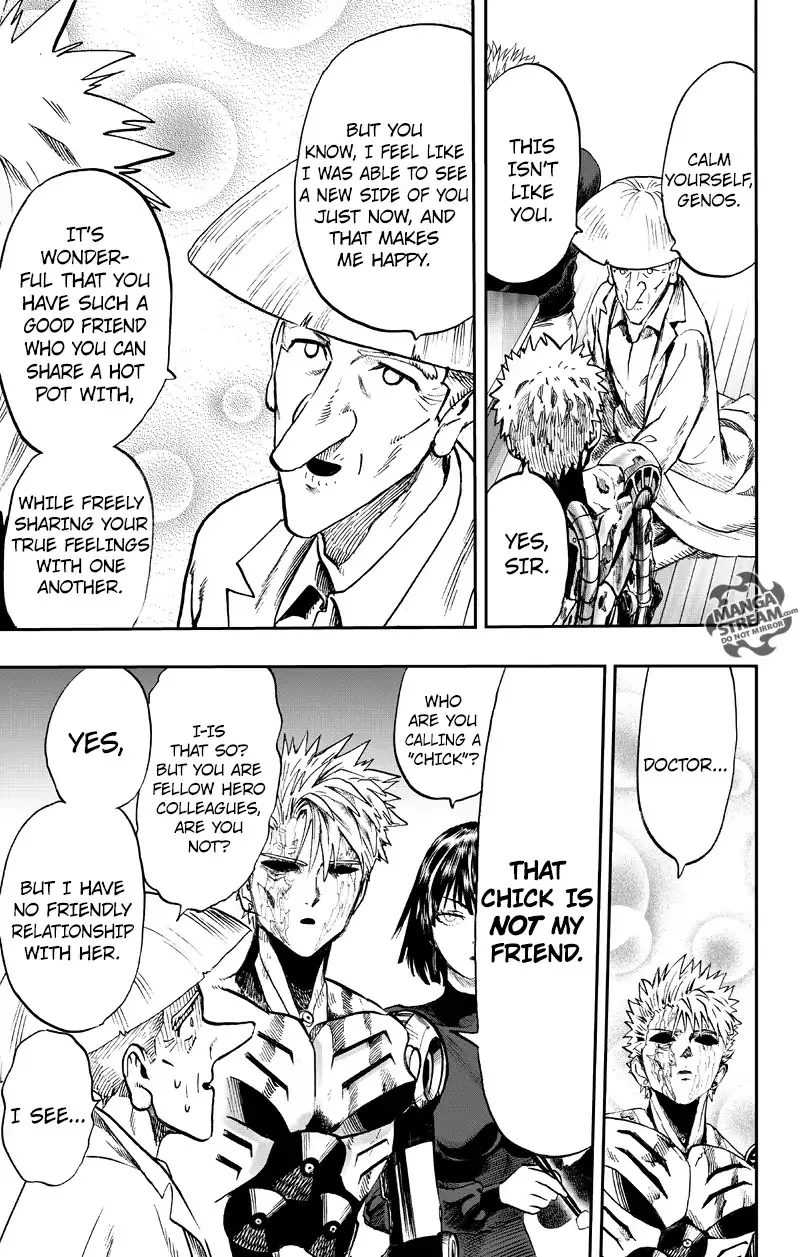 CALM
YOURSELF,
GENOS.
THIS
ISN'T
LIKE
YOU.
YES,
SIR.
BUT YOU
KNOW, I FEEL LIKE
I WAS ABLE TO SEE
A NEW SIDE OF YOU
JUST NOW, AND
THAT MAKES
ME HAPPY.
IT'S
WONDER-
FUL THAT YOU
HAVE SUCH A
GOOD FRIEND
WHO YOU CAN
SHARE A HOT
POT WITH,
WHILE FREELY
SHARING YOUR
TRUE FEELINGS
WITH ONE
ANOTHER.
MANGA
STREAM.com
DO NOT MIRROR
DOCTOR...
THAT
CHICK IS
NOT MY
FRIEND.
WHO
ARE YOU
CALLING A
"CHICK"?
I-IS
THAT SO?
BUT YOU ARE
FELLOW HERO
COLLEAGUES,
ARE YOU
NOT?
YES,
BUT I HAVE
NO FRIENDLY
RELATIONSHIP
WITH HER.
I SEE...